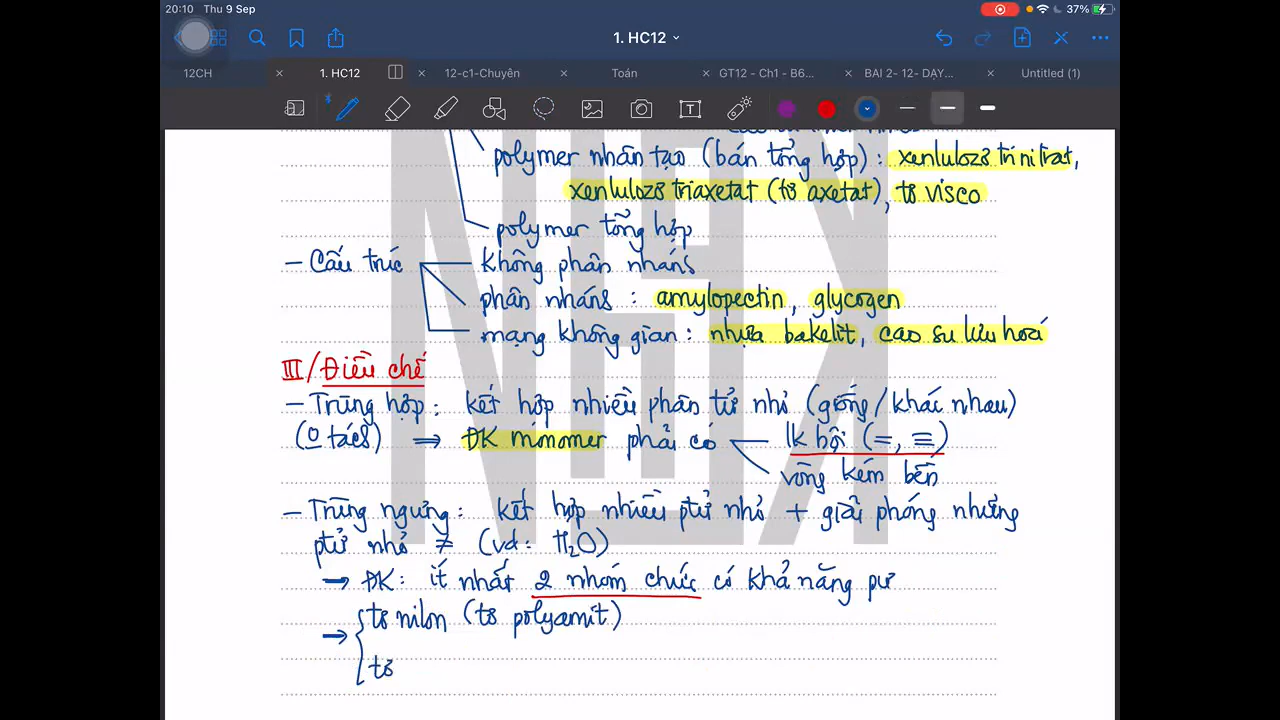 20:10 Thu 9 Sep
37%
1. HC12
12CH
1. HC12
12-c1-Chuyên
Toán
GT12 - Ch1 - B6...
BAI 2- 12- DẠY...
Untitled (1)
polymer nhân tạo (bán tổng hợp) : xenlulozơ trinitrat,
xenlulozơ triaxetat (tơ axetat), tơ visco
polymer tổng hợp
- Cấu trúc
không phân nhánh
phân nhánh : amylopectin, glycogen
mạng không gian : nhựa bakelit, cao su lưu hoá
III/ Điều chế
- Trùng hợp : kết hợp nhiều phân tử nhỏ (giống/khác nhau)
(0 tách) ⇒ ĐK monomer phải có
lk bội (=, ≡)
vòng kém bền
- Trùng ngưng : kết hợp nhiều ptử nhỏ + giải phóng những
ptử nhỏ ≠ (vd : H₂O)
→ ĐK : ít nhất 2 nhóm chức có khả năng pư
→ { tơ nilon (tơ polyamit)
tơ